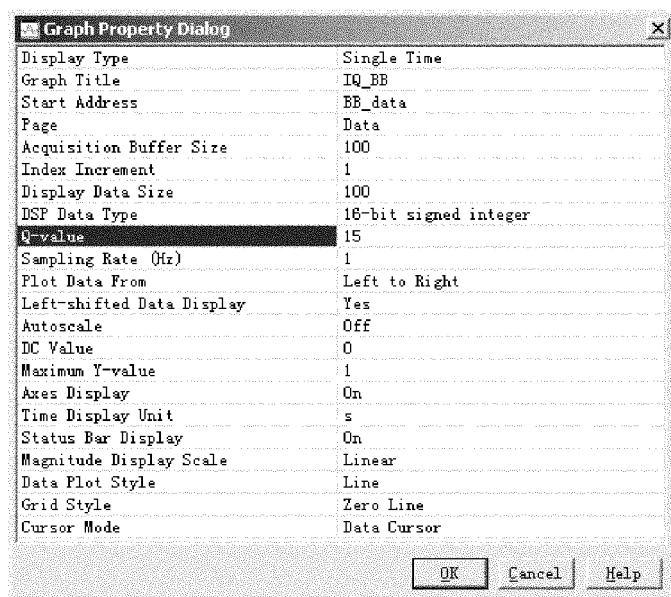 Graph Property Dialog
Display Type Single Time
Graph Title IQ_BB
Start Address BB_data
Page Data
Acquisition Buffer Size 100
Index Increment 1
Display Data Size 100
DSP Data Type 16-bit signed integer
Q-value 15
Sampling Rate (Hz) 1
Plot Data From Left to Right
Left-shifted Data Display Yes
Autoscale Off
DC Value 0
Maximum Y-value 1
Axes Display On
Time Display Unit s
Status Bar Display On
Magnitude Display Scale Linear
Data Plot Style Line
Grid Style Zero Line
Cursor Mode Data Cursor
OK Cancel Help